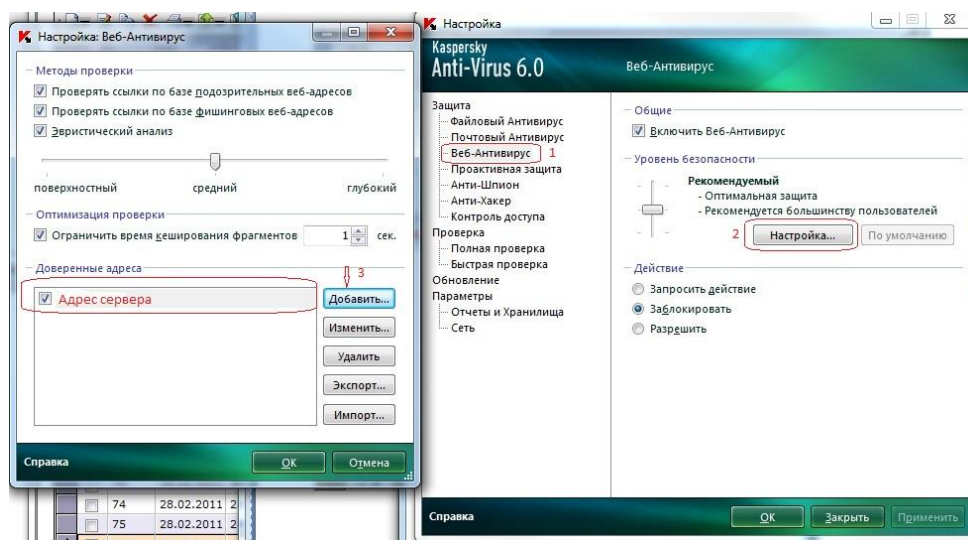 Настройка: Веб-Антивирус
Методы проверки
Проверять ссылки по базе подозрительных веб-адресов
Проверять ссылки по базе фишинговых веб-адресов
Эвристический анализ
поверхностный средний глубокий
Оптимизация проверки
Ограничить время кеширования фрагментов 1 сек.
Доверенные адреса
3
Адрес сервера
Добавить...
Изменить...
Удалить
Экспорт...
Импорт...
Справка OK Отмена
74 28.02.2011 2
75 28.02.2011 2
Настройка
Kaspersky
Anti-Virus 6.0
Веб-Антивирус
Защита
Файловый Антивирус
Почтовый Антивирус
Веб-Антивирус 1
Проактивная защита
Анти-Шпион
Анти-Хакер
Контроль доступа
Проверка
Полная проверка
Быстрая проверка
Обновление
Параметры
Отчеты и Хранилища
Сеть
Общие
Включить Веб-Антивирус
Уровень безопасности
Рекомендуемый
- Оптимальная защита
- Рекомендуется большинству пользователей
2 Настройка... По умолчанию
Действие
Запросить действие
Заблокировать
Разрешить
Справка OK Закрыть Применить